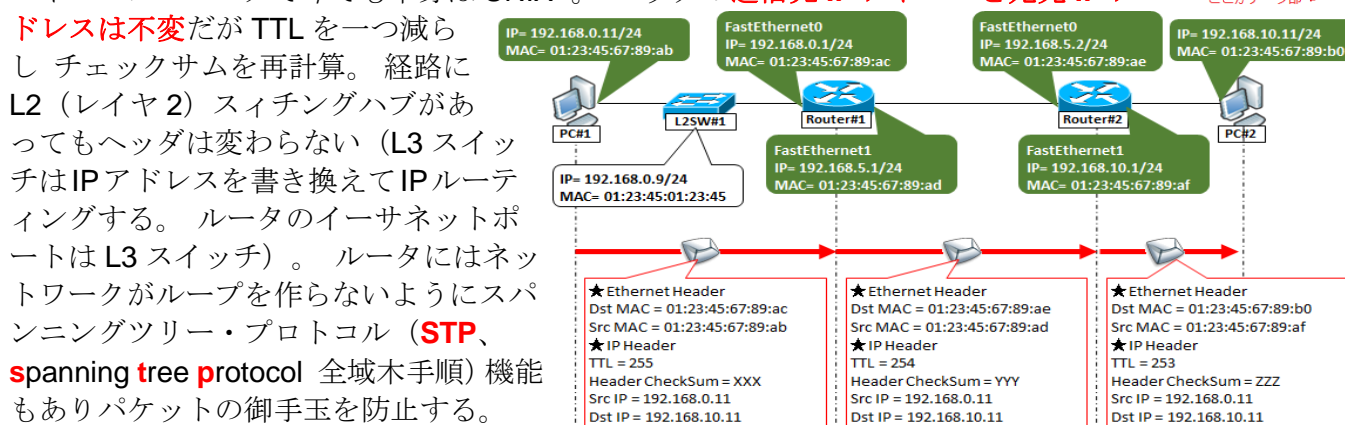 ドレスは不変だが TTL を一つ減ら
し チェックサムを再計算。 経路に
L2（レイヤ 2）スィチングハブがあ
ってもヘッダは変わらない（L3 スイッ
チは IP アドレスを書き換えて IP ルーテ
ィングする。 ルータのイーサネットポ
ートは L3 スイッチ）。 ルータにはネッ
トワークがループを作らないようにスパ
ンニングツリー・プロトコル（STP、
spanning tree protocol 全域木手順）機能
もありパケットの御手玉を防止する。
IP= 192.168.0.11/24
MAC= 01:23:45:67:89:ab
FastEthernet0
IP= 192.168.0.1/24
MAC= 01:23:45:67:89:ac
FastEthernet0
IP= 192.168.5.2/24
MAC= 01:23:45:67:89:ae
IP= 192.168.10.11/24
MAC= 01:23:45:67:89:b0
PC#1
L2SW#1
Router#1
Router#2
PC#2
IP= 192.168.0.9/24
MAC= 01:23:45:01:23:45
FastEthernet1
IP= 192.168.5.1/24
MAC= 01:23:45:67:89:ad
FastEthernet1
IP= 192.168.10.1/24
MAC= 01:23:45:67:89:af
★Ethernet Header
Dst MAC = 01:23:45:67:89:ac
Src MAC = 01:23:45:67:89:ab
★IP Header
TTL = 255
Header CheckSum = XXX
Src IP = 192.168.0.11
Dst IP = 192.168.10.11
★Ethernet Header
Dst MAC = 01:23:45:67:89:ae
Src MAC = 01:23:45:67:89:ad
★IP Header
TTL = 254
Header CheckSum = YYY
Src IP = 192.168.0.11
Dst IP = 192.168.10.11
★Ethernet Header
Dst MAC = 01:23:45:67:89:b0
Src MAC = 01:23:45:67:89:af
★IP Header
TTL = 253
Header CheckSum = ZZZ
Src IP = 192.168.0.11
Dst IP = 192.168.10.11